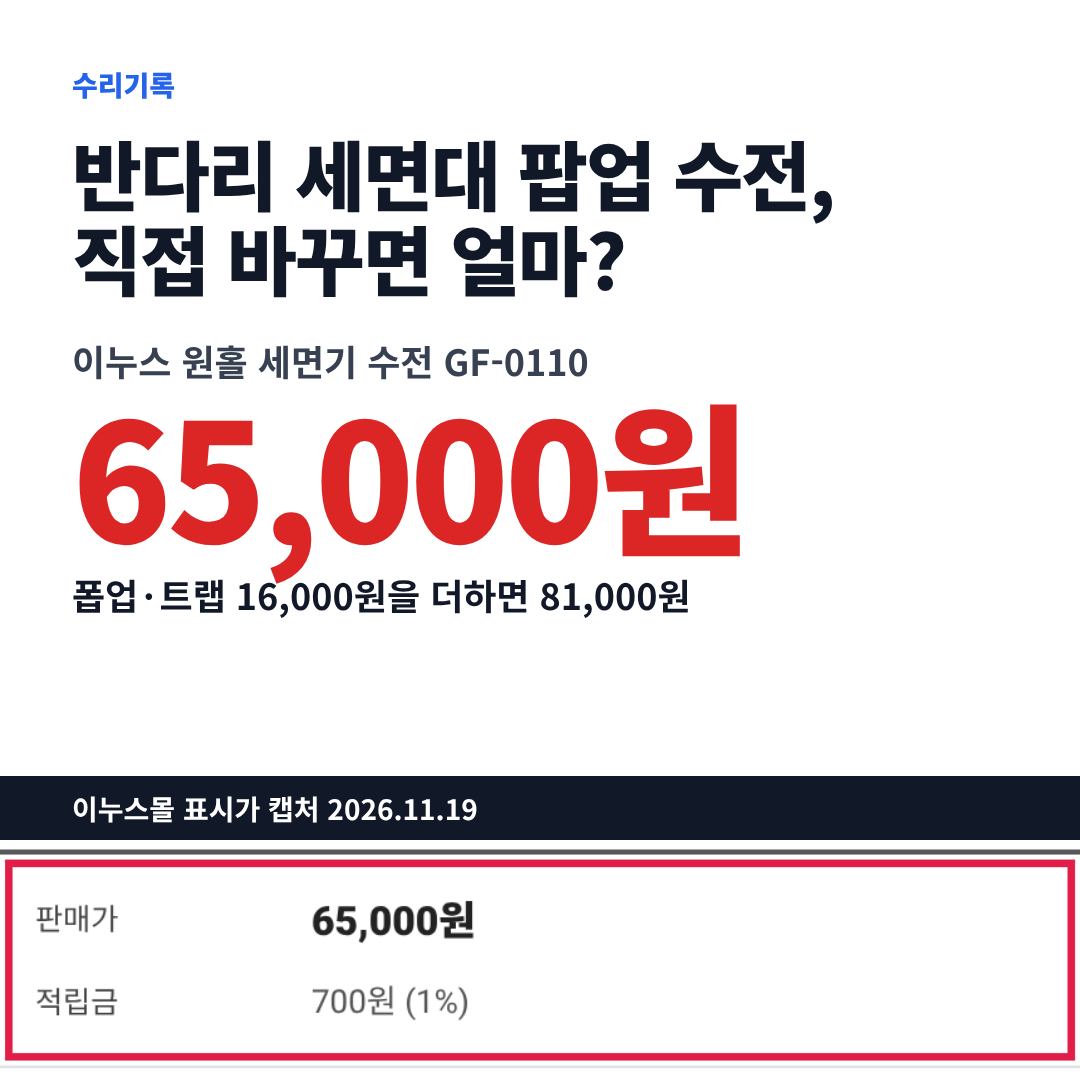 수리기록
반다리 세면대 팝업 수전,
직접 바꾸면 얼마?
이누스 원홀 세면기 수전 GF-0110
65,000원
폽업·트랩 16,000원을 더하면 81,000원
이누스몰 표시가 캡처 2026.11.19
판매가 65,000원
적립금 700원 (1%)